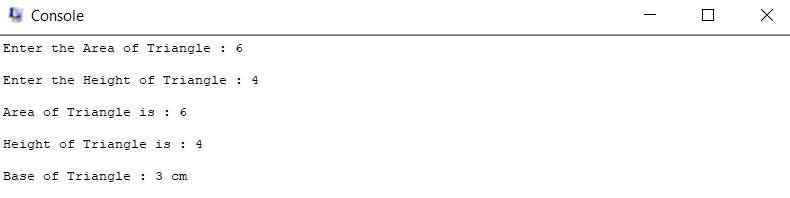 Console
Enter the Area of Triangle : 6
Enter the Height of Triangle : 4
Area of Triangle is : 6
Height of Triangle is : 4
Base of Triangle : 3 cm